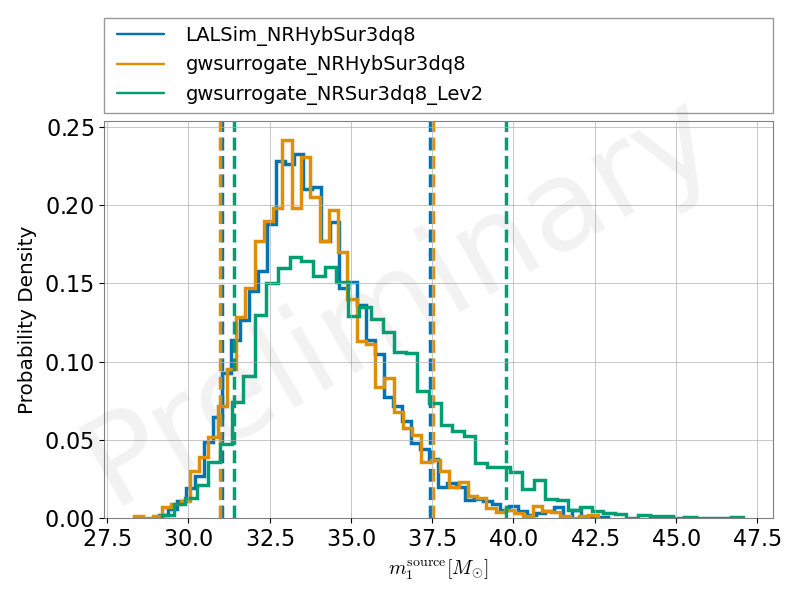 LALSim_NRHybSur3dq8
gwsurrogate_NRHybSur3dq8
gwsurrogate_NRSur3dq8_Lev2
0.25
0.20
0.15
0.10
0.05
0.00
Probability Density
Preliminary
27.5 30.0 32.5 35.0 37.5 40.0 42.5 45.0 47.5
m₁^source [M_⊙]